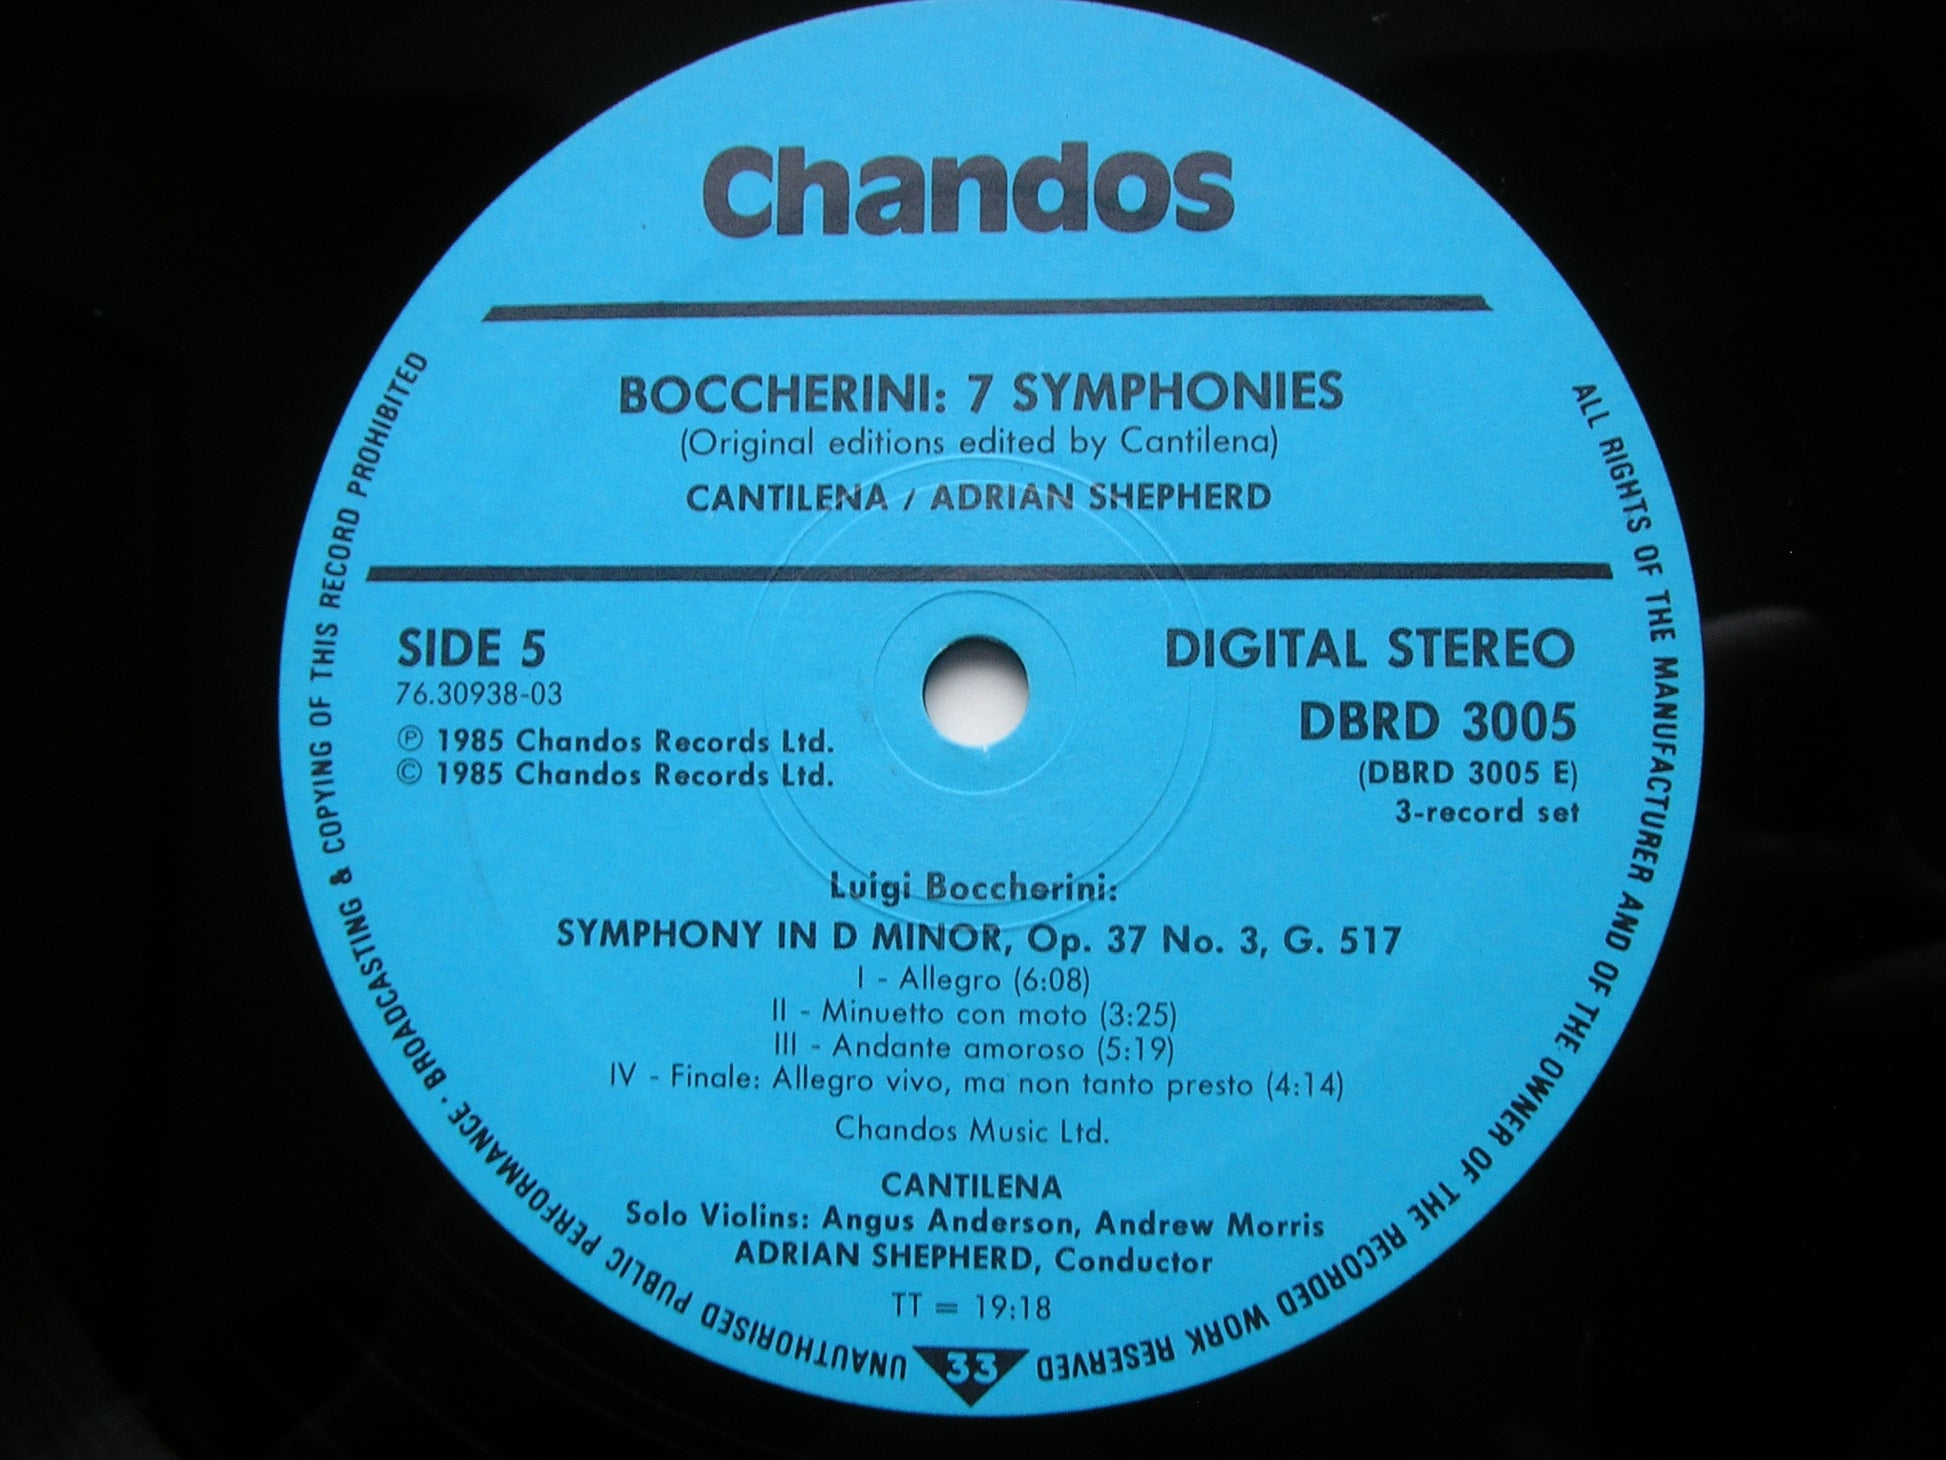 Chandos
BOCCHERINI: 7 SYMPHONIES
(Original editions edited by Cantilena)
CANTILENA / ADRIAN SHEPHERD
SIDE 5
76.30938-03
℗ 1985 Chandos Records Ltd.
© 1985 Chandos Records Ltd.
DIGITAL STEREO
DBRD 3005
(DBRD 3005 E)
3-record set
Luigi Boccherini:
SYMPHONY IN D MINOR, Op. 37 No. 3, G. 517
I - Allegro (6:08)
II - Minuetto con moto (3:25)
III - Andante amoroso (5:19)
IV - Finale: Allegro vivo, ma non tanto presto (4:14)
Chandos Music Ltd.
CANTILENA
Solo Violins: Angus Anderson, Andrew Morris
ADRIAN SHEPHERD, Conductor
TT = 19:18
33
ALL RIGHTS OF THE MANUFACTURER AND OF THE OWNER OF THE RECORDED WORK RESERVED
UNAUTHORISED PUBLIC PERFORMANCE · BROADCASTING & COPYING OF THIS RECORD PROHIBITED